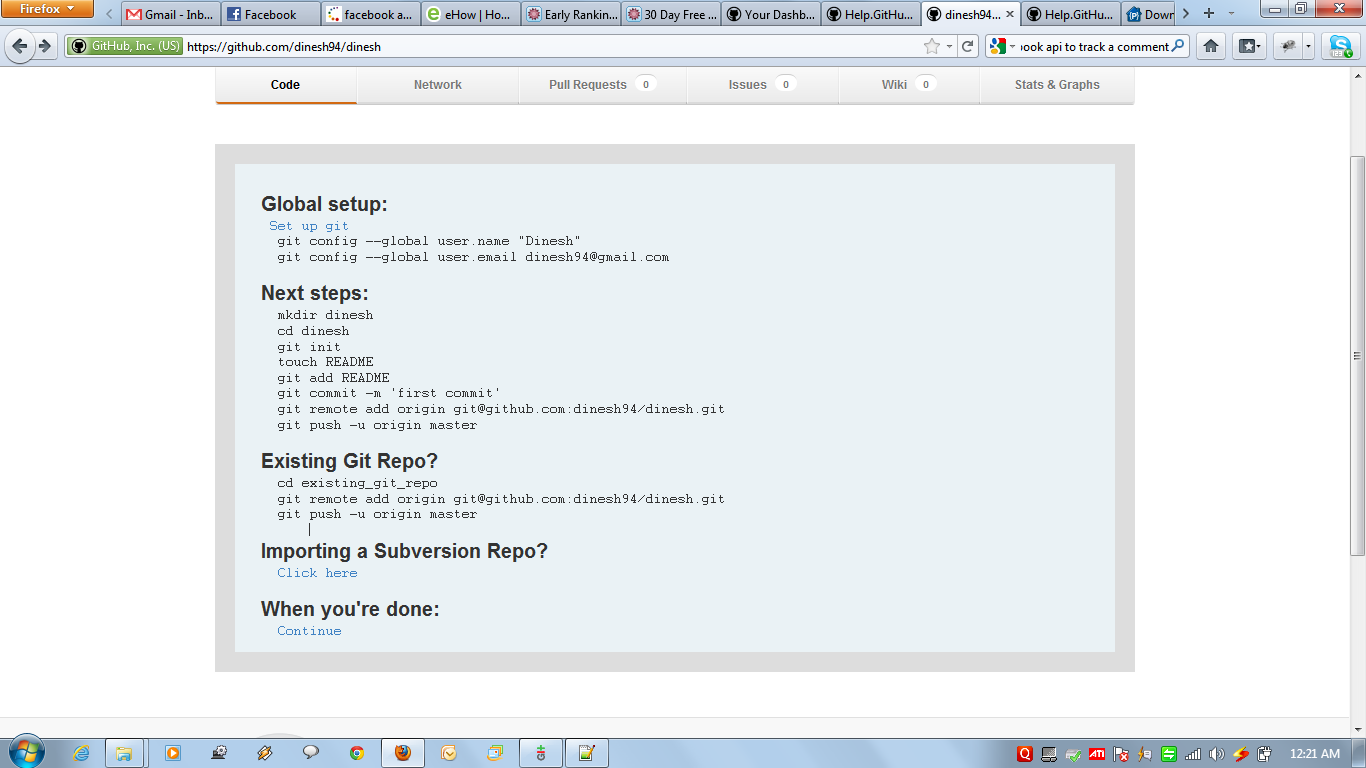 Firefox
Gmail - Inb...
Facebook
facebook a...
eHow | Ho...
Early Rankin...
30 Day Free ...
Your Dashb...
Help.GitHu...
dinesh94...
Help.GitHu...
Down
GitHub, Inc. (US)
https://github.com/dinesh94/dinesh
ook api to track a comment
Code
Network
Pull Requests 0
Issues 0
Wiki 0
Stats & Graphs
Global setup:
Set up git
git config --global user.name "Dinesh"
git config --global user.email dinesh94@gmail.com
Next steps:
mkdir dinesh
cd dinesh
git init
touch README
git add README
git commit -m 'first commit'
git remote add origin git@github.com:dinesh94/dinesh.git
git push -u origin master
Existing Git Repo?
cd existing_git_repo
git remote add origin git@github.com:dinesh94/dinesh.git
git push -u origin master
Importing a Subversion Repo?
Click here
When you're done:
Continue
12:21 AM